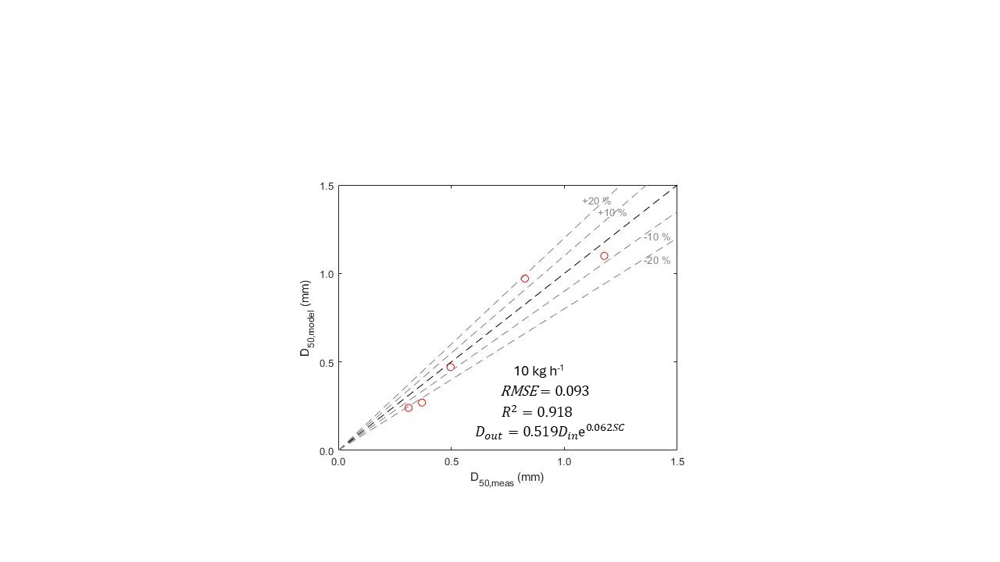 1.5
+20 %
+10 %
-10 %
-20 %
1.0
D50,model (mm)
0.5
10 kg h-1
RMSE = 0.093
R2 = 0.918
Dout = 0.519Dine0.062SC
0.0
0.0 0.5 1.0 1.5
D50,meas (mm)